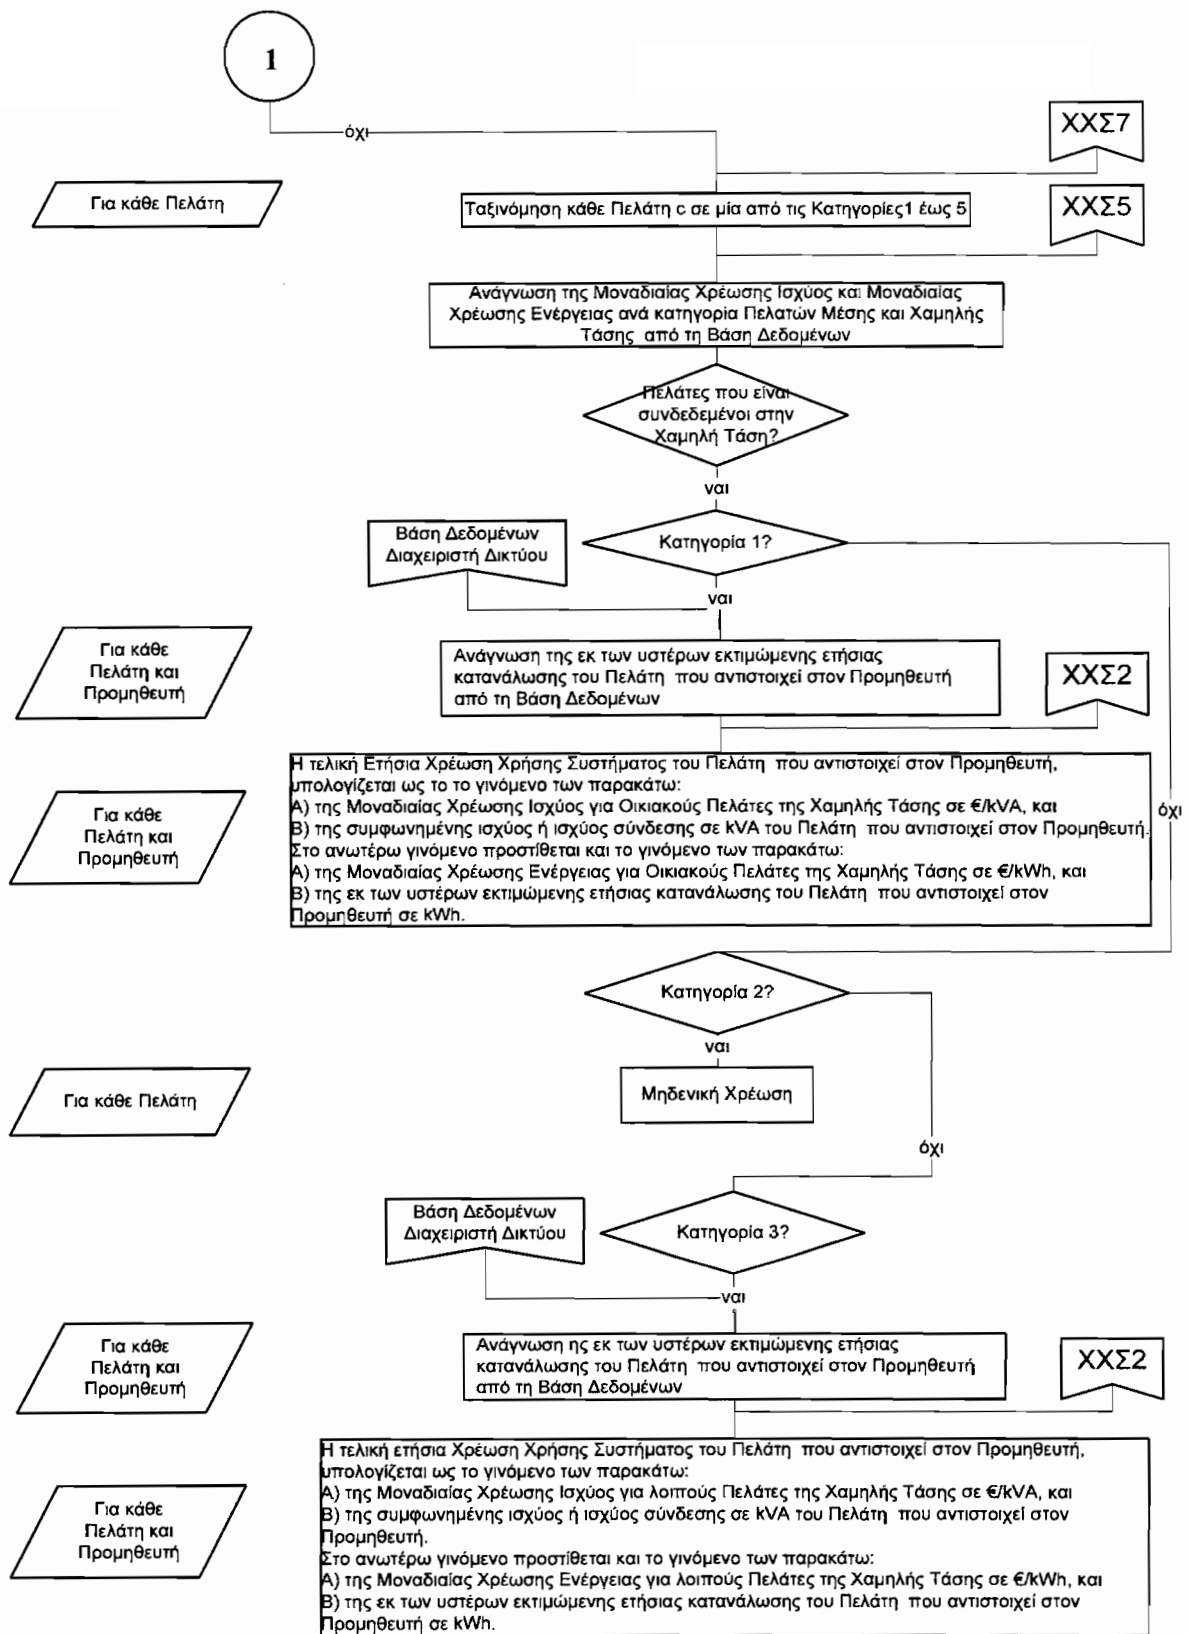 1
όχι
ΧΧΣ7
Για κάθε Πελάτη
Ταξινόμηση κάθε Πελάτη c σε μία από τις Κατηγορίες1 έως 5
ΧΧΣ5
Ανάγνωση της Μοναδιαίας Χρέωσης Ισχύος και Μοναδιαίας
Χρέωσης Ενέργειας ανά κατηγορία Πελατών Μέσης και Χαμηλής
Τάσης από τη Βάση Δεδομένων
Πελάτες που είναι
συνδεδεμένοι στην
Χαμηλή Τάση?
ναι
Βάση Δεδομένων
Διαχειριστή Δικτύου
Κατηγορία 1?
ναι
Για κάθε
Πελάτη και
Προμηθευτή
Ανάγνωση της εκ των υστέρων εκτιμώμενης ετήσιας
κατανάλωσης του Πελάτη που αντιστοιχεί στον Προμηθευτή
από τη Βάση Δεδομένων
ΧΧΣ2
Για κάθε
Πελάτη και
Προμηθευτή
Η τελική Ετήσια Χρέωση Χρήσης Συστήματος του Πελάτη που αντιστοιχεί στον Προμηθευτή,
υπολογίζεται ως το το γινόμενο των παρακάτω:
Α) της Μοναδιαίας Χρέωσης Ισχύος για Οικιακούς Πελάτες της Χαμηλής Τάσης σε €/kVA, και
Β) της συμφωνημένης ισχύος ή ισχύος σύνδεσης σε kVA του Πελάτη που αντιστοιχεί στον Προμηθευτή.
Στο ανωτέρω γινόμενο προστίθεται και το γινόμενο των παρακάτω:
Α) της Μοναδιαίας Χρέωσης Ενέργειας για Οικιακούς Πελάτες της Χαμηλής Τάσης σε €/kWh, και
Β) της εκ των υστέρων εκτιμώμενης ετήσιας κατανάλωσης του Πελάτη που αντιστοιχεί στον
Προμηθευτή σε kWh.
όχι
Κατηγορία 2?
ναι
Για κάθε Πελάτη
Μηδενική Χρέωση
όχι
Βάση Δεδομένων
Διαχειριστή Δικτύου
Κατηγορία 3?
ναι
Για κάθε
Πελάτη και
Προμηθευτή
Ανάγνωση ης εκ των υστέρων εκτιμώμενης ετήσιας
κατανάλωσης του Πελάτη που αντιστοιχεί στον Προμηθευτή
από τη Βάση Δεδομένων
ΧΧΣ2
Για κάθε
Πελάτη και
Προμηθευτή
Η τελική ετήσια Χρέωση Χρήσης Συστήματος του Πελάτη που αντιστοιχεί στον Προμηθευτή,
υπολογίζεται ως το γινόμενο των παρακάτω:
Α) της Μοναδιαίας Χρέωσης Ισχύος για λοιπούς Πελάτες της Χαμηλής Τάσης σε €/kVA, και
Β) της συμφωνημένης ισχύος ή ισχύος σύνδεσης σε kVA του Πελάτη που αντιστοιχεί στον
Προμηθευτή.
Στο ανωτέρω γινόμενο προστίθεται και το γινόμενο των παρακάτω:
Α) της Μοναδιαίας Χρέωσης Ενέργειας για λοιπούς Πελάτες της Χαμηλής Τάσης σε €/kWh, και
Β) της εκ των υστέρων εκτιμώμενης ετήσιας κατανάλωσης του Πελάτη που αντιστοιχεί στον
Προμηθευτή σε kWh.